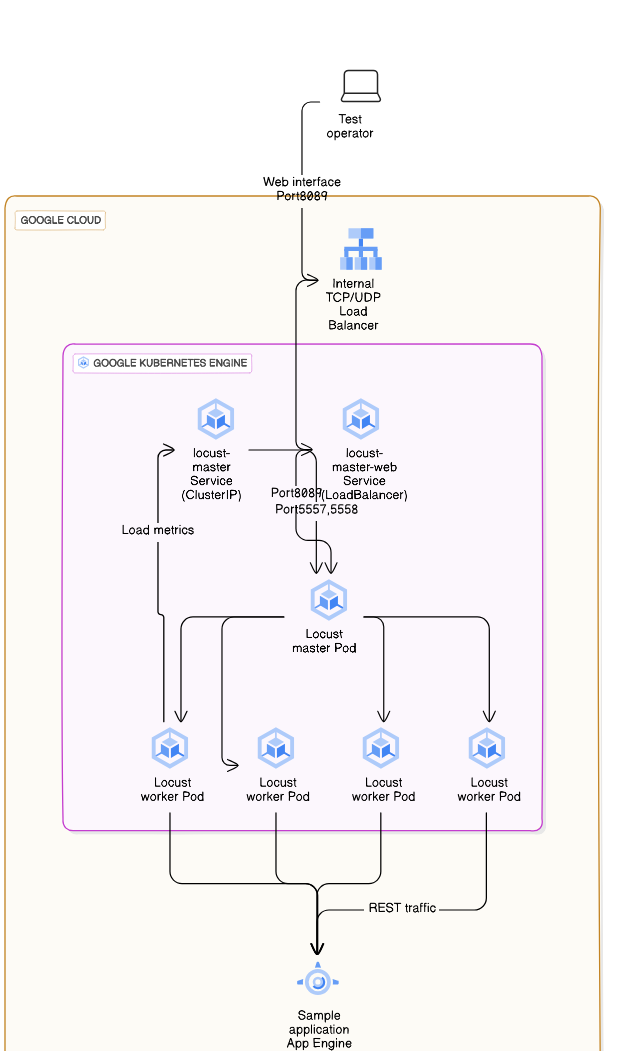 Test
operator
Web interface
Port8089
GOOGLE CLOUD
Internal
TCP/UDP
Load
Balancer
GOOGLE KUBERNETES ENGINE
locust-
master
Service
(ClusterIP)
locust-
master-web
Service
(LoadBalancer)
Port8089
Port5557,5558
Load metrics
Locust
master Pod
Locust
worker Pod
Locust
worker Pod
Locust
worker Pod
Locust
worker Pod
REST traffic
Sample
application
App Engine